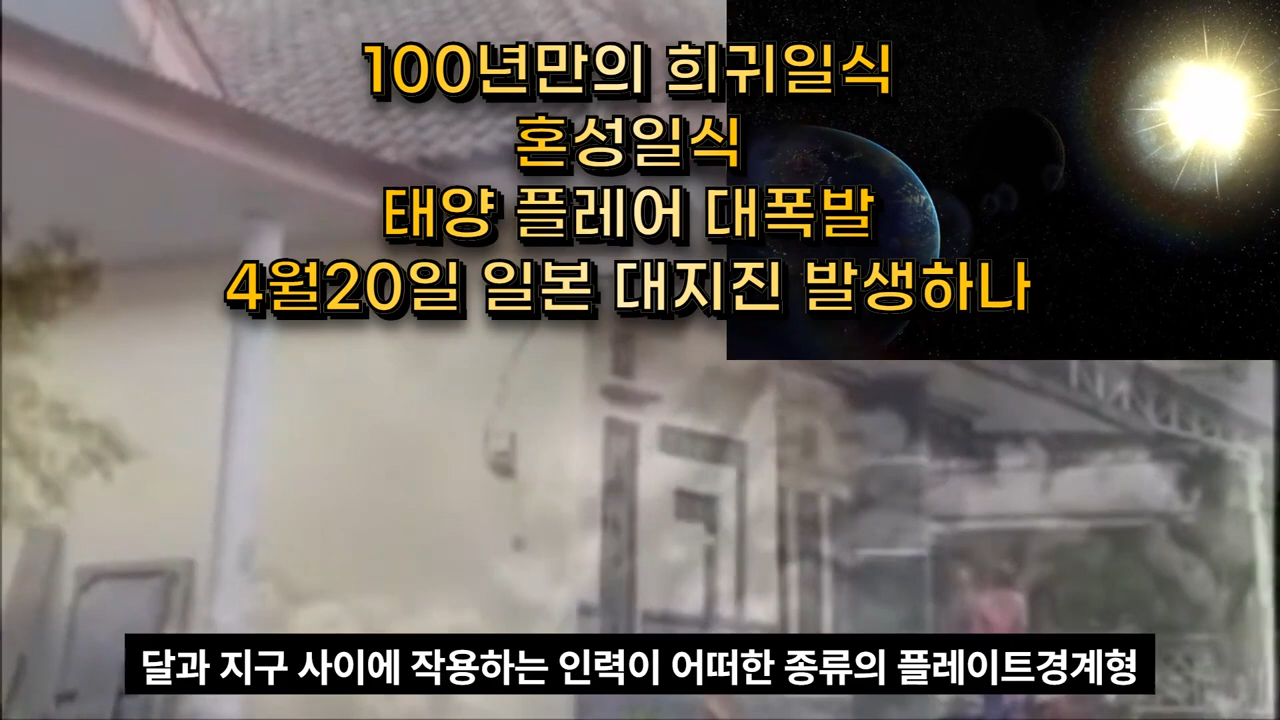 100년만의 희귀일식
혼성일식
태양 플레어 대폭발
4월20일 일본 대지진 발생하나
달과 지구 사이에 작용하는 인력이 어떠한 종류의 플레이트경계형